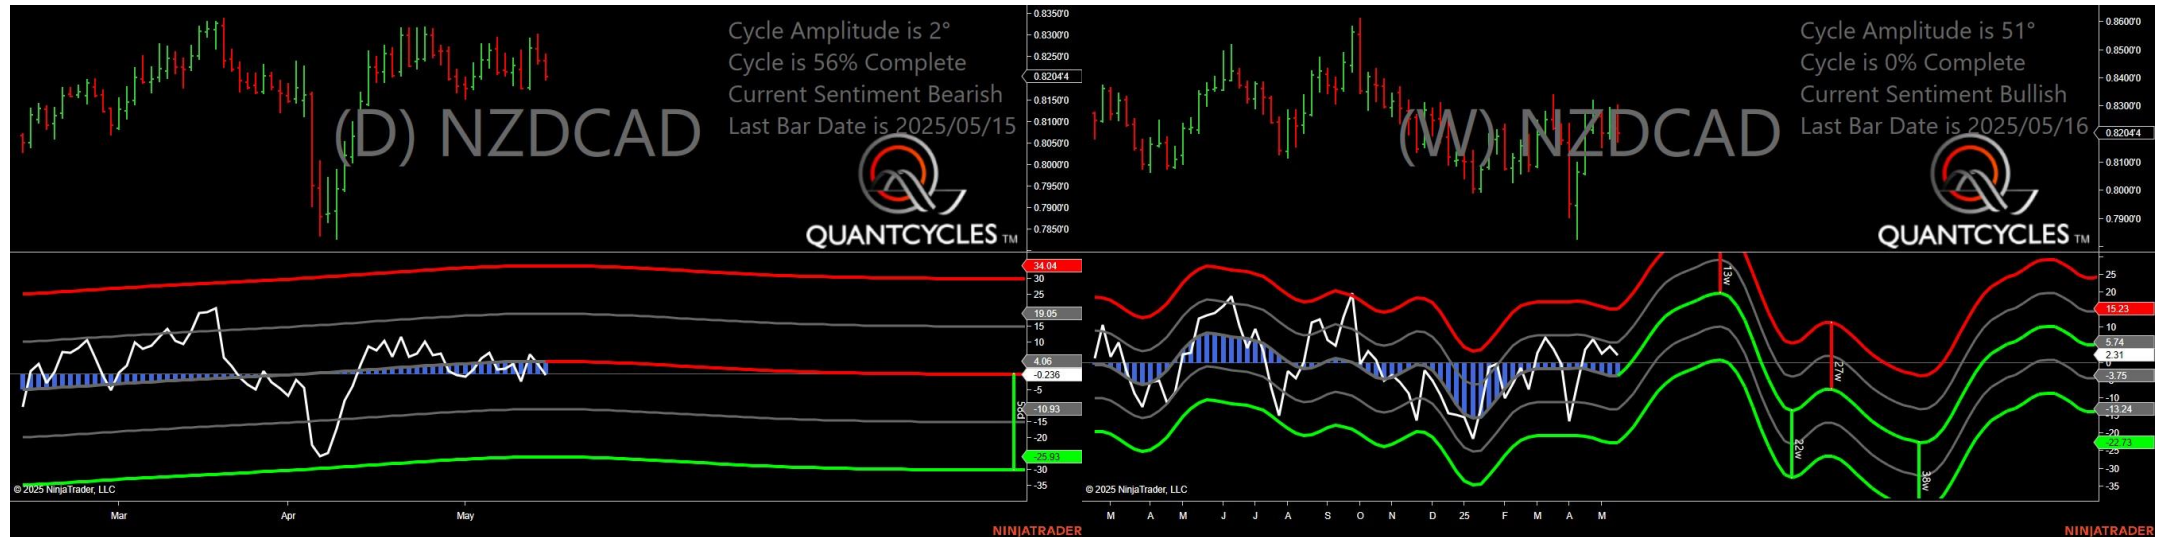 0.8350'0
0.8300'0
0.8250'0
0.8204'4
0.8150'0
0.8100'0
0.8050'0
0.8000'0
0.7950'0
0.7900'0
0.7850'0
Cycle Amplitude is 2°
Cycle is 56% Complete
Current Sentiment Bearish
Last Bar Date is 2025/05/15
(D) NZDCAD
QUANTCYCLES TM
34.04
30
25
19.05
15
10
4.06
-0.236
-5
-10.93
-15
-20
-25.93
-30
-35
© 2025 NinjaTrader, LLC
Mar
Apr
May
NINJATRADER
0.8600'0
0.8500'0
0.8400'0
0.8300'0
0.8204'4
0.8100'0
0.8000'0
0.7900'0
Cycle Amplitude is 51°
Cycle is 0% Complete
Current Sentiment Bullish
Last Bar Date is 2025/05/16
(W) NZDCAD
QUANTCYCLES TM
13w
27w
22w
38w
25
20
15.23
10
5.74
2.31
-3.75
-10
-13.24
-20
-22.73
-25
-30
-35
© 2025 NinjaTrader, LLC
M
A
M
J
J
A
S
O
N
D
25
F
M
A
M
NINJATRADER